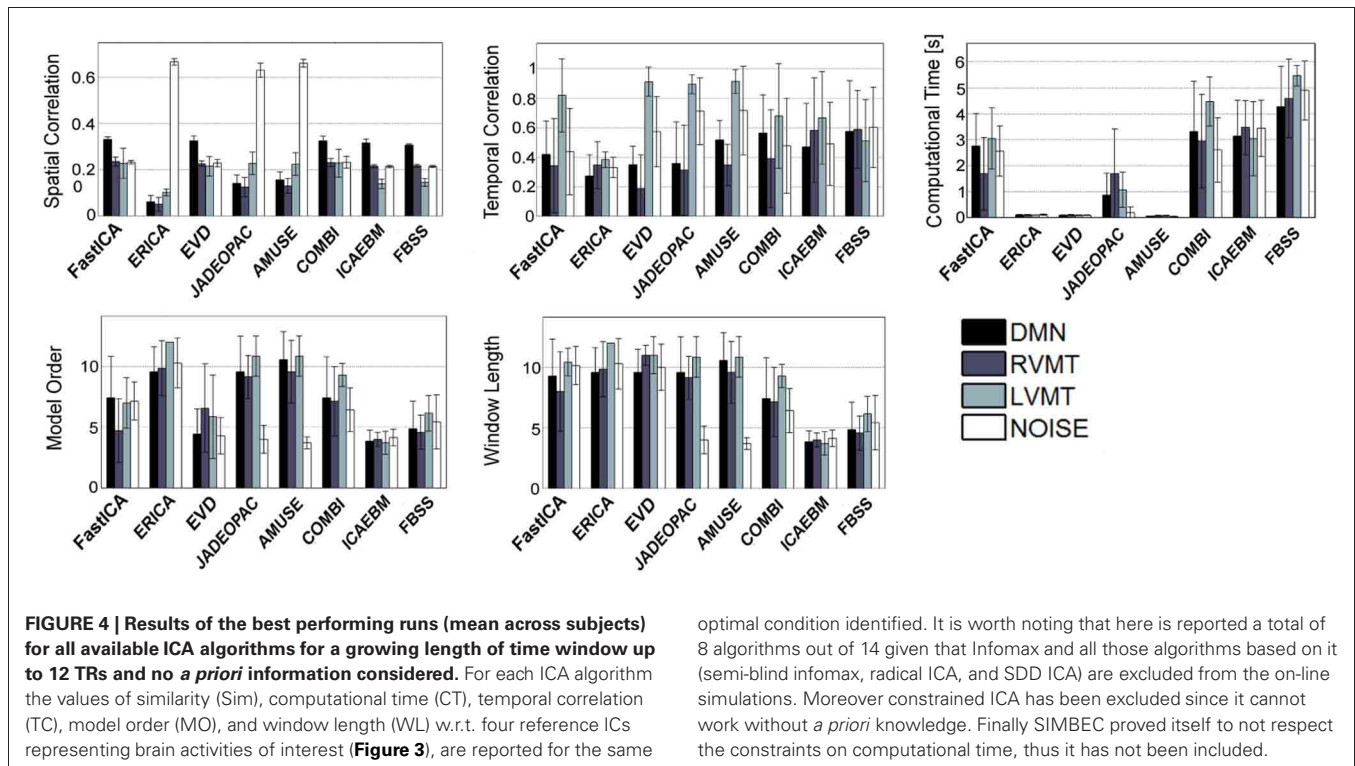 Spatial Correlation
0.6
0.4
0.2
0
0
FastICA
ERICA
EVD
JADEOPAC
AMUSE
COMBI
ICAEBM
FBSS
Temporal Correlation
1
0.8
0.6
0.4
0.2
0
FastICA
ERICA
EVD
JADEOPAC
AMUSE
COMBI
ICAEBM
FBSS
Computational Time [s]
6
5
4
3
2
1
0
FastICA
ERICA
EVD
JADEOPAC
AMUSE
COMBI
ICAEBM
FBSS
Model Order
10
5
0
FastICA
ERICA
EVD
JADEOPAC
AMUSE
COMBI
ICAEBM
FBSS
Window Length
10
5
0
FastICA
ERICA
EVD
JADEOPAC
AMUSE
COMBI
ICAEBM
FBSS
DMN
RVMT
LVMT
NOISE
FIGURE 4 | Results of the best performing runs (mean across subjects)
for all available ICA algorithms for a growing length of time window up
to 12 TRs and no a priori information considered. For each ICA algorithm
the values of similarity (Sim), computational time (CT), temporal correlation
(TC), model order (MO), and window length (WL) w.r.t. four reference ICs
representing brain activities of interest (Figure 3), are reported for the same
optimal condition identified. It is worth noting that here is reported a total of
8 algorithms out of 14 given that Infomax and all those algorithms based on it
(semi-blind infomax, radical ICA, and SDD ICA) are excluded from the on-line
simulations. Moreover constrained ICA has been excluded since it cannot
work without a priori knowledge. Finally SIMBEC proved itself to not respect
the constraints on computational time, thus it has not been included.